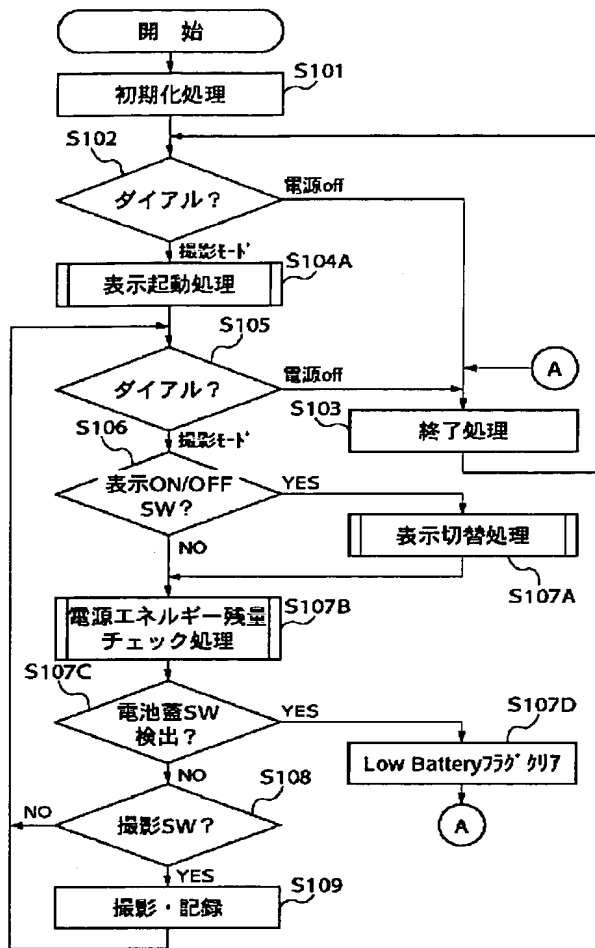 開 始
S101
初期化処理
S102
ダイアル？
電源off
撮影ﾓｰﾄﾞ
S104A
表示起動処理
S105
ダイアル？
電源off
A
S103
終了処理
撮影ﾓｰﾄﾞ
S106
表示ON/OFF
SW？
YES
NO
表示切替処理
S107A
S107B
電源エネルギー残量
チェック処理
S107C
電池蓋SW
検出？
YES
S107D
Low Batteryﾌﾗｸﾞｸﾘｱ
A
NO
S108
撮影SW？
NO
YES
S109
撮影・記録